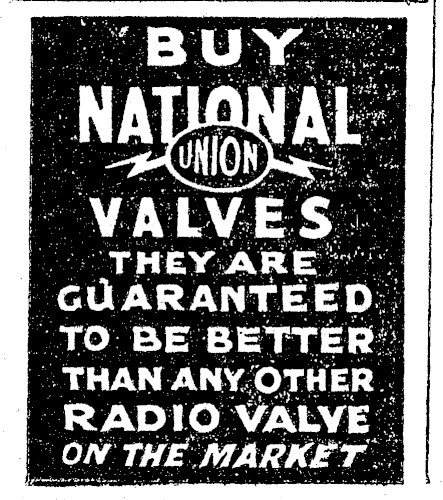 BUY
NATIONAL
UNION
VALVES
THEY ARE
GUARANTEED
TO BE BETTER
THAN ANY OTHER
RADIO VALVE
ON THE MARKET